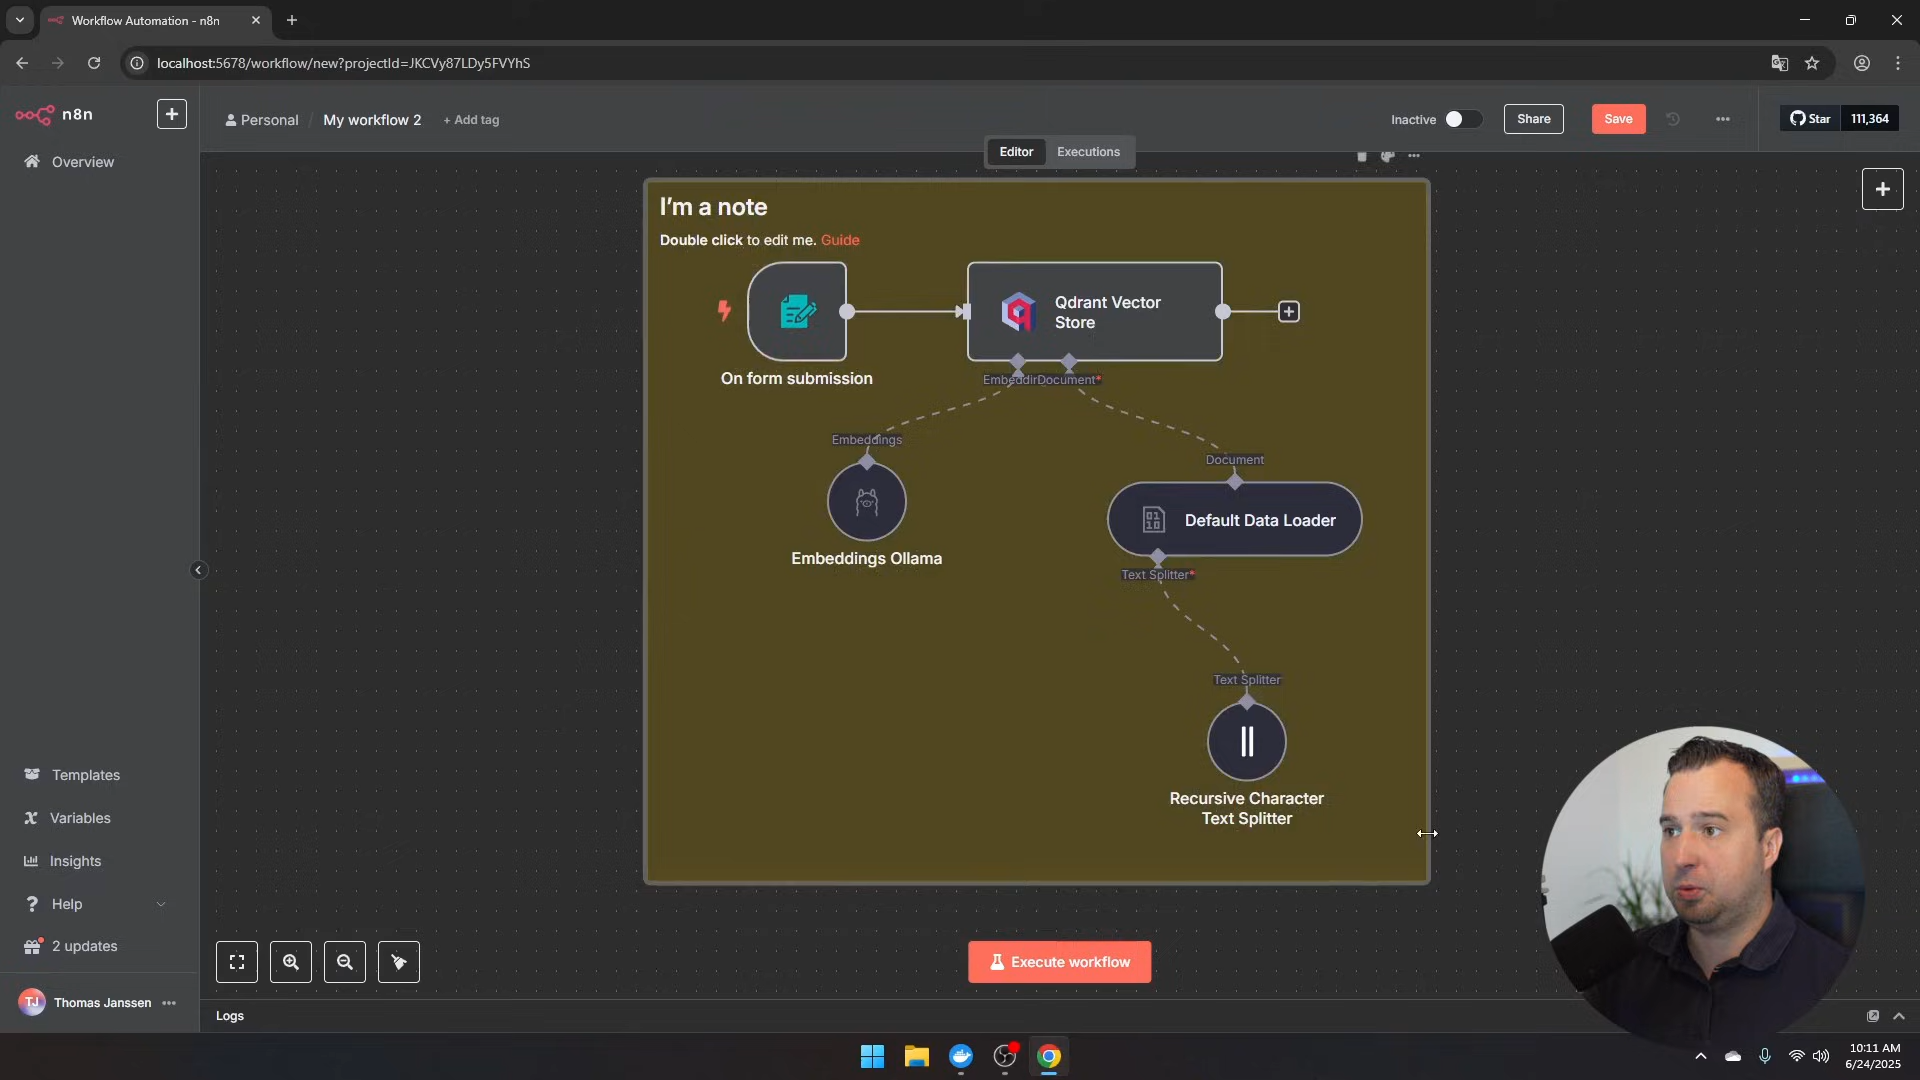 Workflow Automation - n8n
localhost:5678/workflow/new?projectId=JKCVy87LDy5FVYhS
n8n
Personal / My workflow 2 + Add tag
Inactive
Share
Save
Star 111,364
Editor
Executions
Overview
I'm a note
Double click to edit me. Guide
Qdrant Vector
Store
On form submission
Document*
Embeddings
Document
Embeddings Ollama
Default Data Loader
Text Splitter*
Text Splitter
Recursive Character
Text Splitter
Templates
Variables
Insights
Help
2 updates
TJ Thomas Janssen
Execute workflow
Logs
10:11 AM
6/24/2025